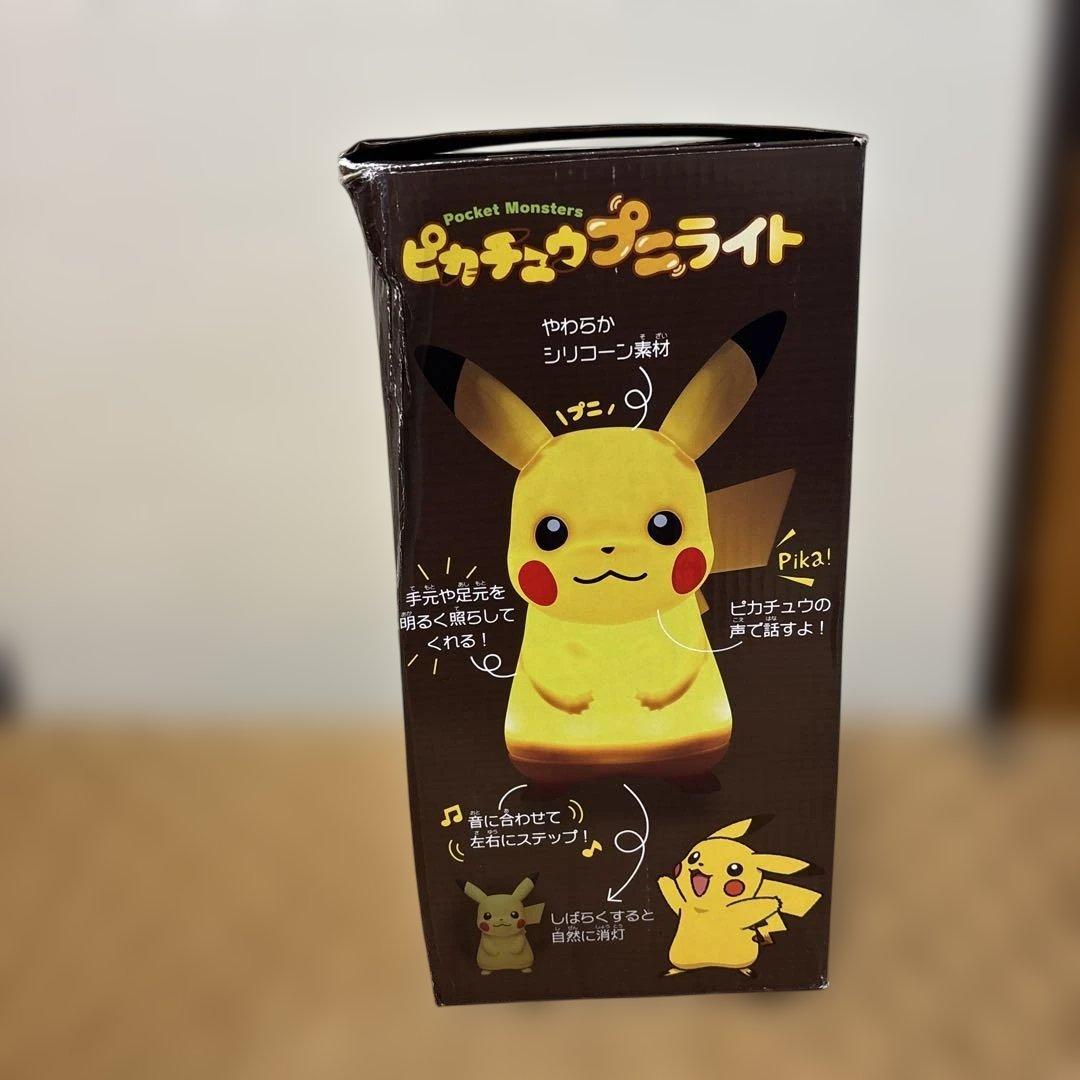 Pocket Monsters
ピカチュウプニライト
やわらか
シリコーン素材
プニ
Pika!
手元や足元を
明るく照らして
くれる！
ピカチュウの
声で話すよ！
音に合わせて
左右にステップ！
しばらくすると
自然に消灯